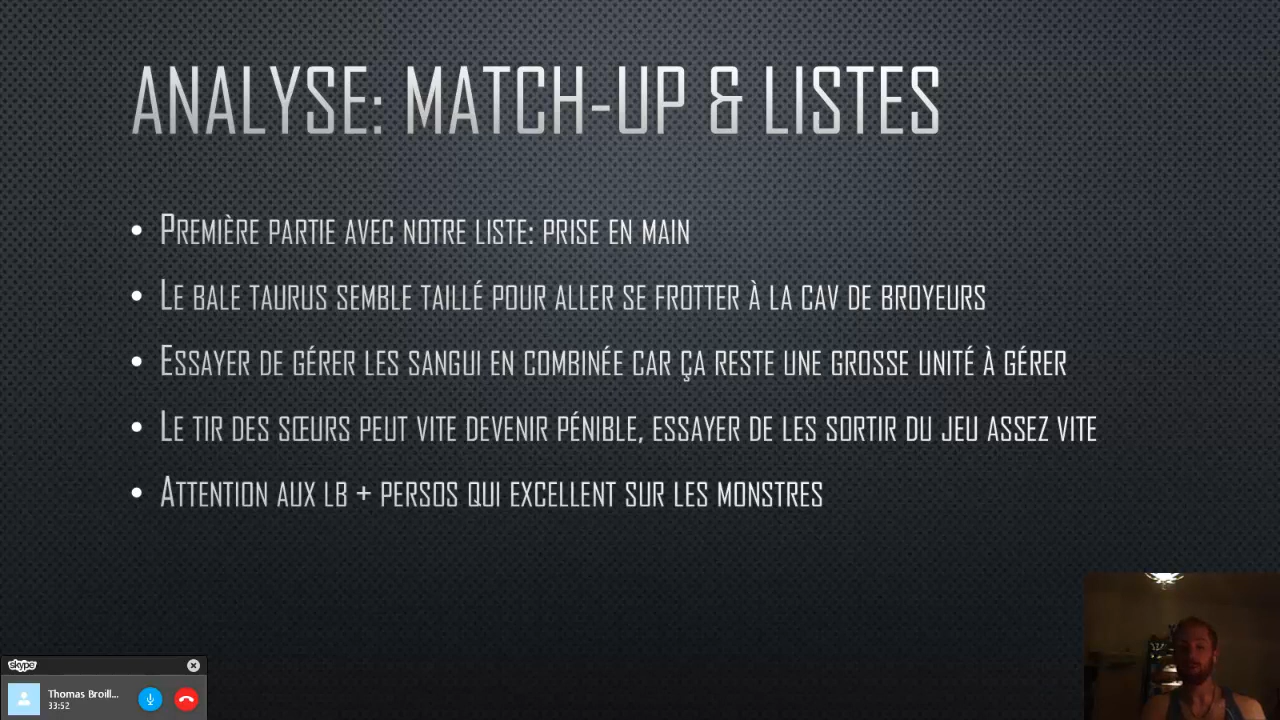 ANALYSE: MATCH-UP & LISTES
• PREMIÈRE PARTIE AVEC NOTRE LISTE: PRISE EN MAIN
• LE BALE TAURUS SEMBLE TAILLÉ POUR ALLER SE FROTTER À LA CAV DE BROYEURS
• ESSAYER DE GÉRER LES SANGUI EN COMBINÉE CAR ÇA RESTE UNE GROSSE UNITÉ À GÉRER
• LE TIR DES SŒURS PEUT VITE DEVENIR PÉNIBLE, ESSAYER DE LES SORTIR DU JEU ASSEZ VITE
• ATTENTION AUX LB + PERSOS QUI EXCELLENT SUR LES MONSTRES
skype
Thomas Broill...
33:52